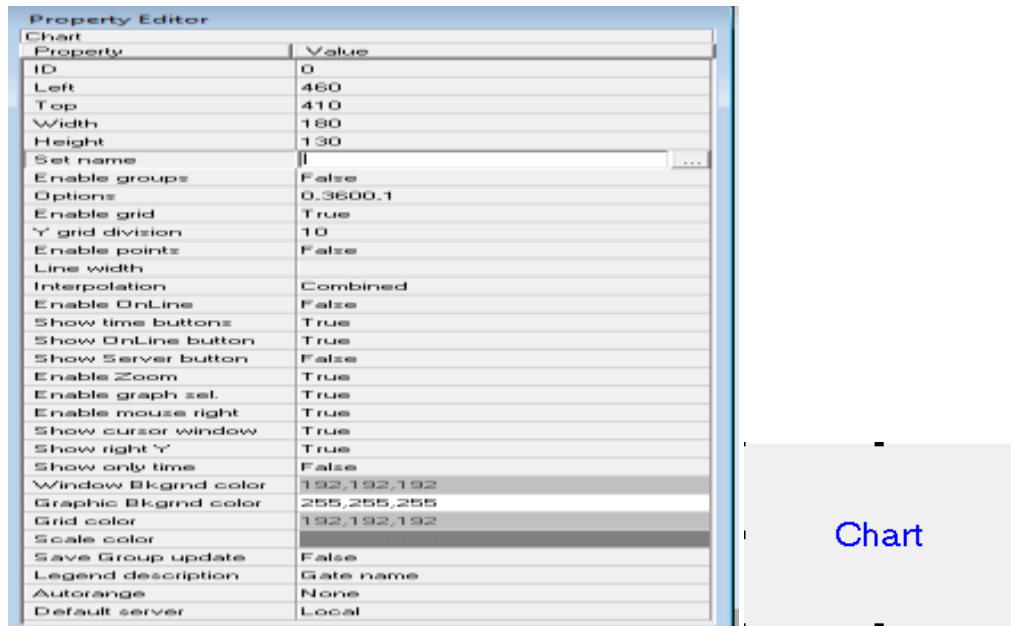 Property Editor
Chart
Property Value
ID 0
Left 460
Top 410
Width 180
Height 130
Set name ...
Enable groups False
Options 0,3600,1
Enable grid True
Y grid division 10
Enable points False
Line width
Interpolation Combined
Enable OnLine False
Show time buttons True
Show OnLine button True
Show Server button False
Enable Zoom True
Enable graph sel. True
Enable mouse right True
Show cursor window True
Show right Y True
Show only time False
Window Bkgrnd color 192,192,192
Graphic Bkgrnd color 255,255,255
Grid color 192,192,192
Scale color
Save Group update False
Legend description Gate name
Autorange None
Default server Local
Chart